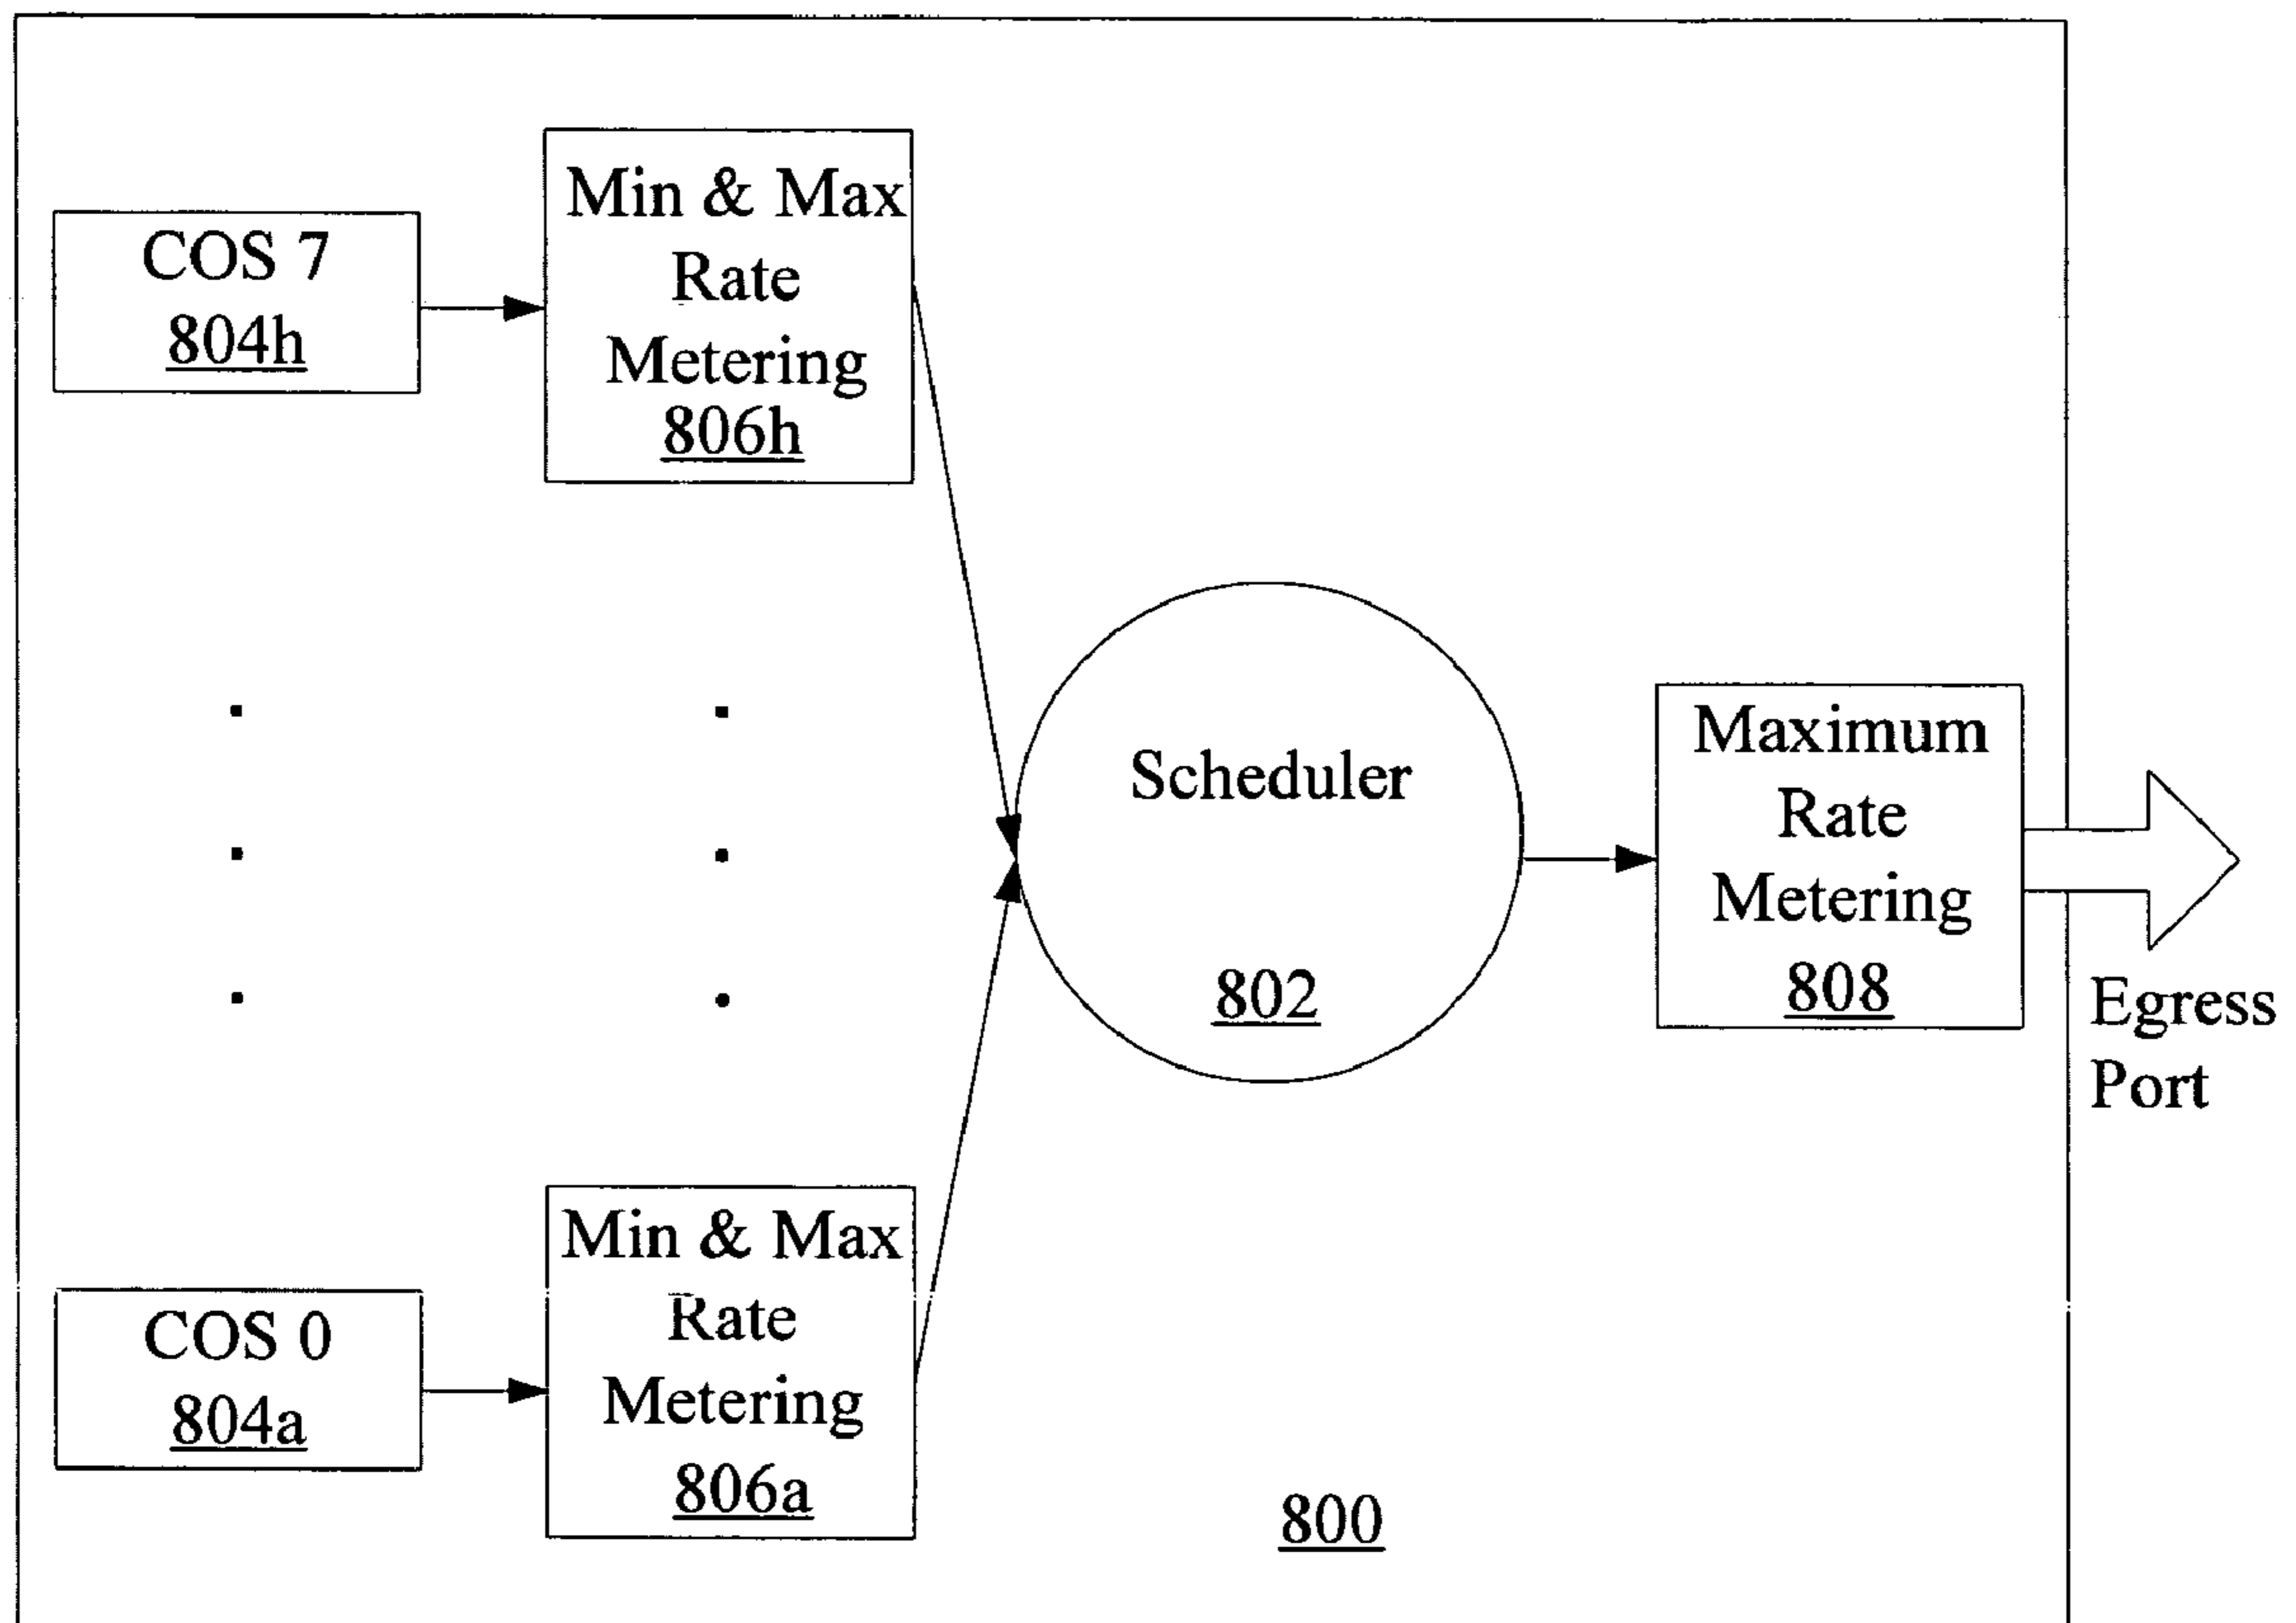 COS 7
804h
Min & Max
Rate
Metering
806h
Scheduler
802
Maximum
Rate
Metering
808
Egress
Port
COS 0
804a
Min & Max
Rate
Metering
806a
800